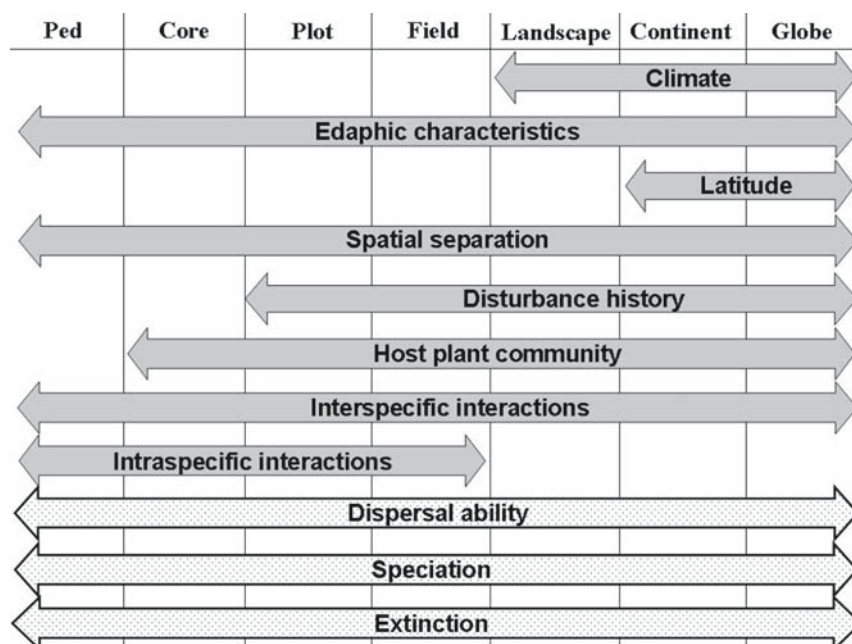 Ped Core Plot Field Landscape Continent Globe
Climate
Edaphic characteristics
Latitude
Spatial separation
Disturbance history
Host plant community
Interspecific interactions
Intraspecific interactions
Dispersal ability
Speciation
Extinction